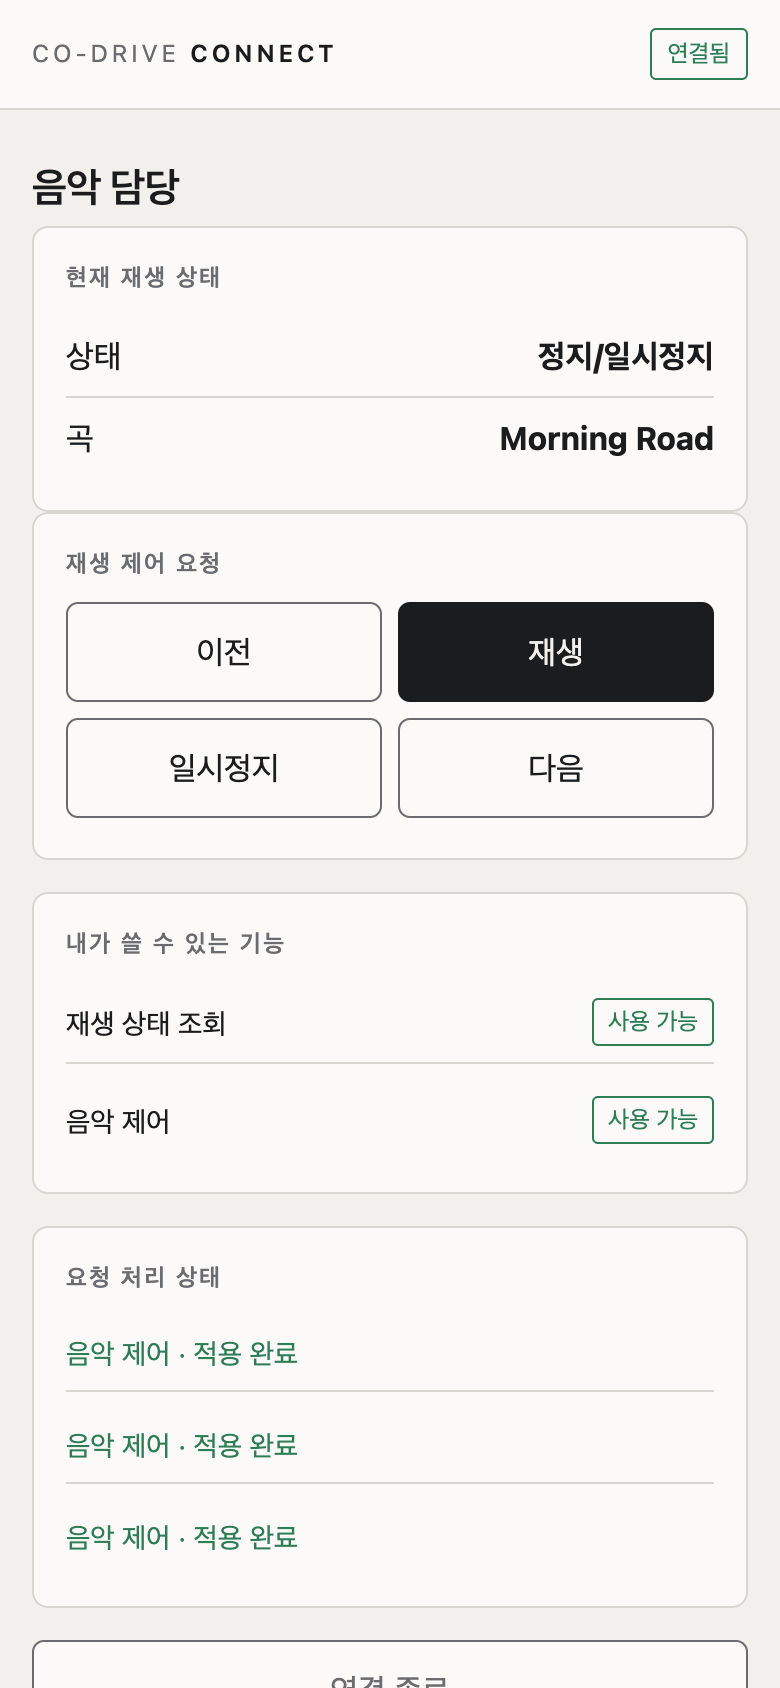 CO-DRIVE CONNECT
연결됨
음악 담당
현재 재생 상태
상태 정지/일시정지
곡 Morning Road
재생 제어 요청
이전 재생
일시정지 다음
내가 쓸 수 있는 기능
재생 상태 조회 사용 가능
음악 제어 사용 가능
요청 처리 상태
음악 제어 · 적용 완료
음악 제어 · 적용 완료
음악 제어 · 적용 완료
연결 종료